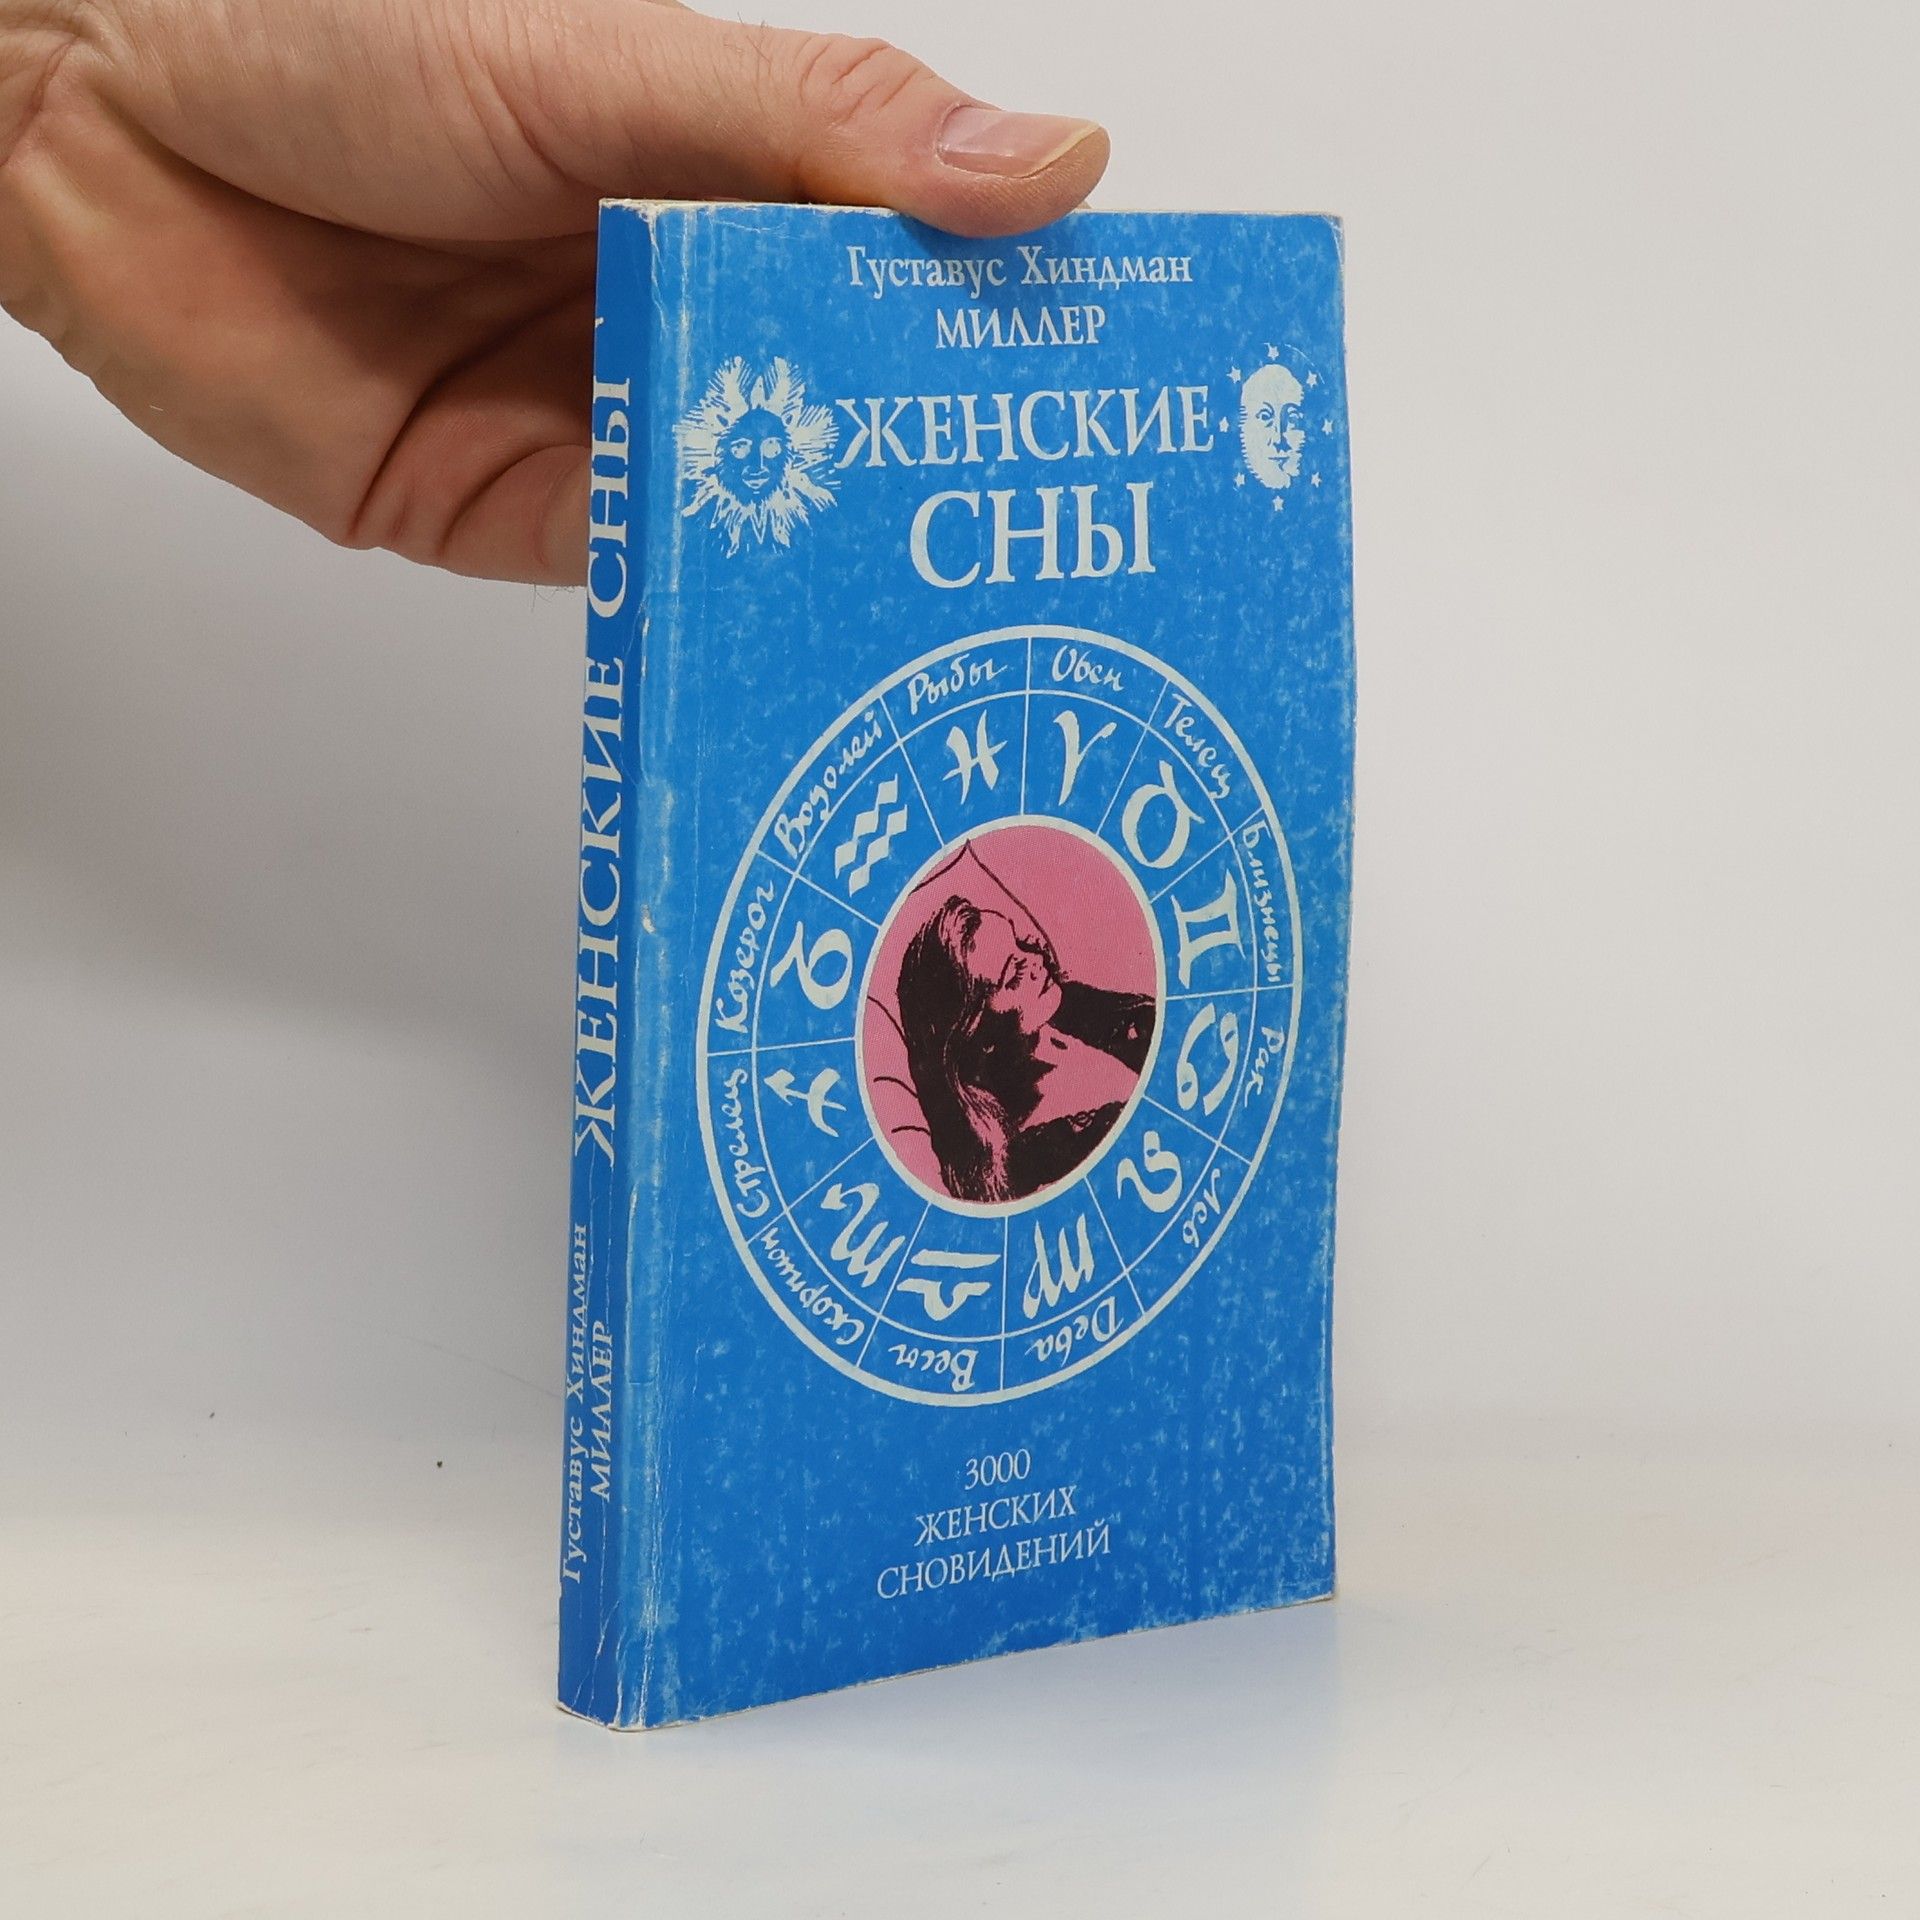 Густавус Хиндман
МИЛЛЕР
ЖЕНСКИЕ
СНЫ
Рыбы
Овен
Телец
Близнецы
Рак
Лев
Дева
Весы
Скорпион
Стрелец
Козерог
Водолей
3000
ЖЕНСКИХ
СНОВИДЕНИЙ
Густавус Хиндман
МИЛЛЕР
ЖЕНСКИЕ СНЫ